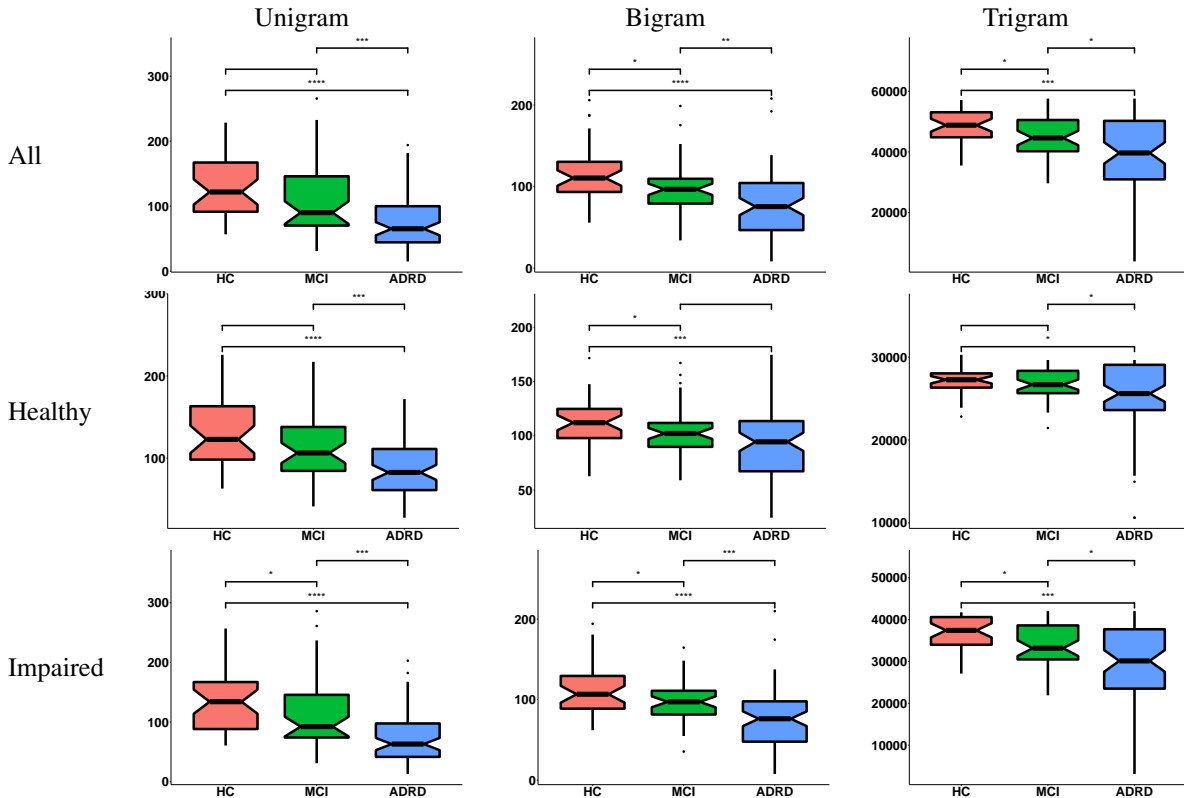 Unigram Bigram Trigram
All
*** ** *
* *
**** **** ***
300
200
100
0
200
100
0
60000
40000
20000
HC MCI ADRD HC MCI ADRD HC MCI ADRD
Healthy
*** *
*
**** *** *
300
200
100
200
150
100
50
30000
20000
10000
HC MCI ADRD HC MCI ADRD HC MCI ADRD
Impaired
*** *** *
* * *
**** **** ***
300
200
100
0
200
100
0
50000
40000
30000
20000
10000
HC MCI ADRD HC MCI ADRD HC MCI ADRD